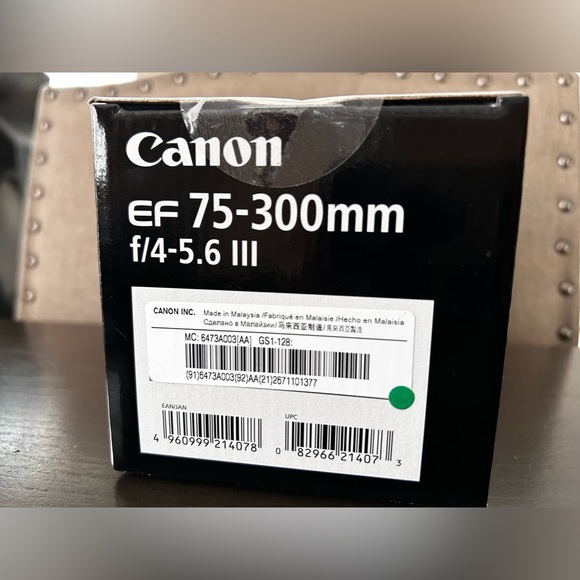 Canon
EF 75-300mm
f/4-5.6 III
CANON INC. Made in Malaysia /Fabriqué en Malaisie /Hecho en Malaisia
Сделано в Малайзии/ 马来西亚制造/ 馬來西亞製造
MC: 6473A003(AA) GS1-128:
(91)6473A003(92)AA(21)2671101377
EAN/JAN UPC
4 960999 214078 0 82966 21407 3